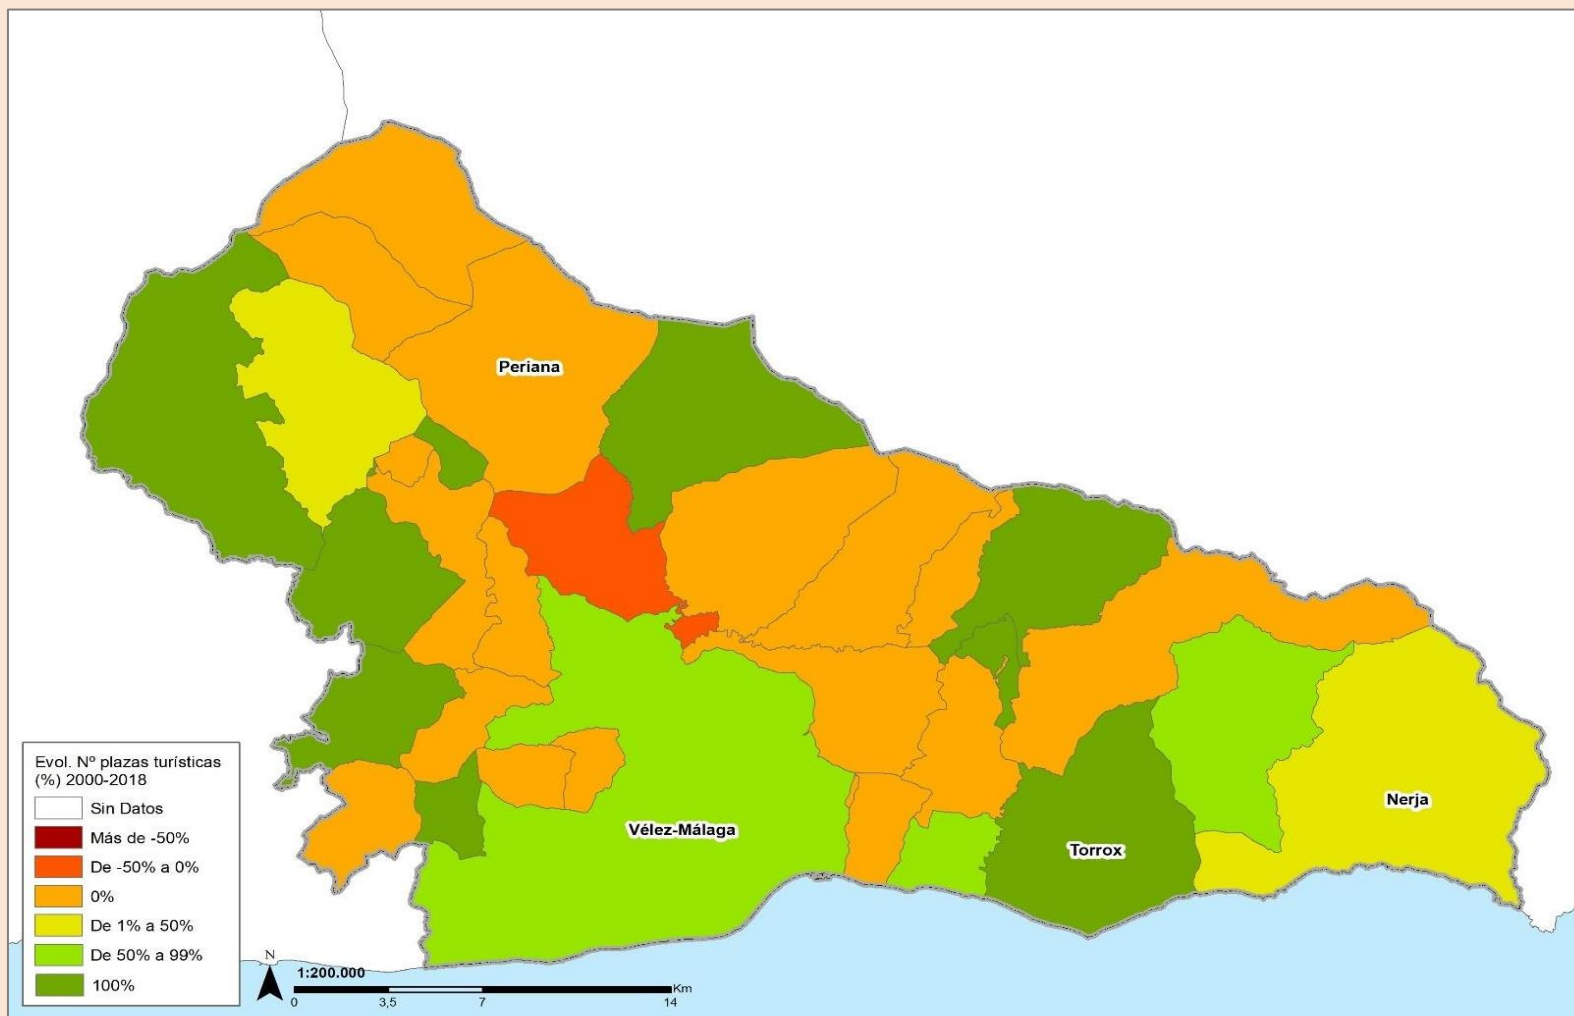 Periana
Nerja
Vélez-Málaga
Torrox
Evol. Nº plazas turísticas
(%) 2000-2018
Sin Datos
Más de -50%
De -50% a 0%
0%
De 1% a 50%
De 50% a 99%
100%
N
1:200.000
Km
0 3,5 7 14